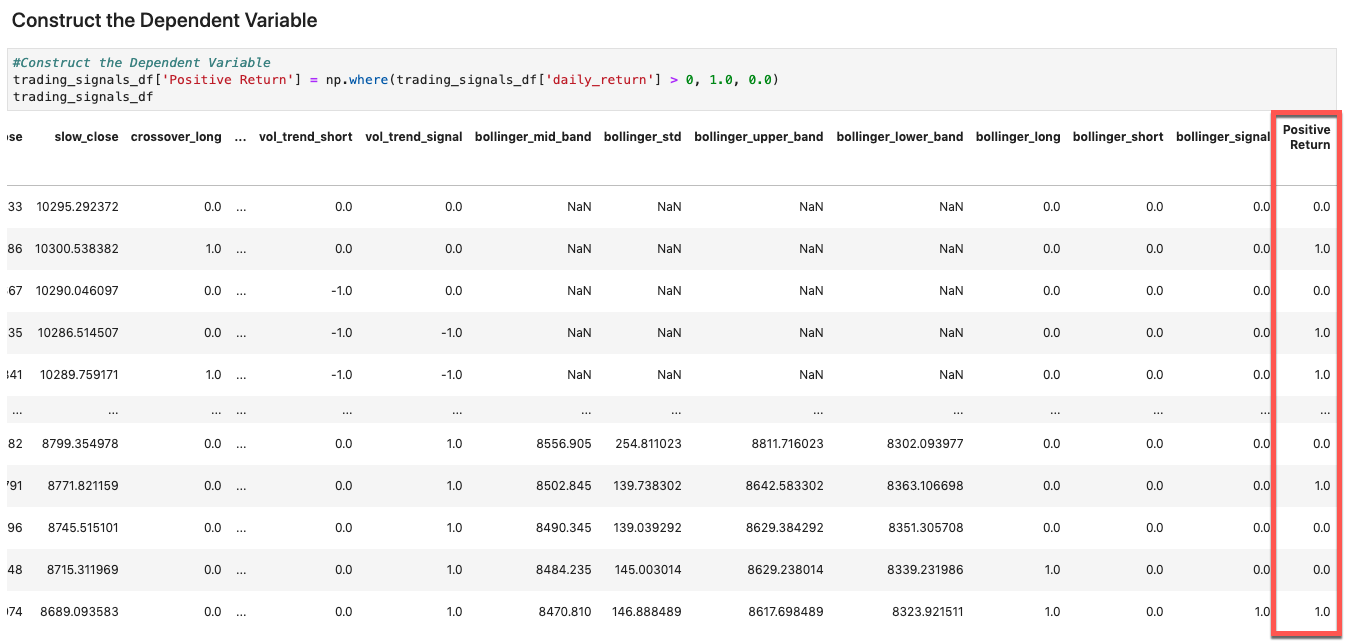 Construct the Dependent Variable
#Construct the Dependent Variable
trading_signals_df['Positive Return'] = np.where(trading_signals_df['daily_return'] > 0, 1.0, 0.0)
trading_signals_df
slow_close crossover_long ... vol_trend_short vol_trend_signal bollinger_mid_band bollinger_std bollinger_upper_band bollinger_lower_band bollinger_long bollinger_short bollinger_signal Positive
Return
33 10295.292372 0.0 ... 0.0 0.0 NaN NaN NaN NaN 0.0 0.0 0.0 0.0
86 10300.538382 1.0 ... 0.0 0.0 NaN NaN NaN NaN 0.0 0.0 0.0 1.0
67 10290.046097 0.0 ... -1.0 0.0 NaN NaN NaN NaN 0.0 0.0 0.0 0.0
35 10286.514507 0.0 ... -1.0 -1.0 NaN NaN NaN NaN 0.0 0.0 0.0 1.0
41 10289.759171 1.0 ... -1.0 -1.0 NaN NaN NaN NaN 0.0 0.0 0.0 1.0
... ... ... ... ... ... ... ... ... ... ... ... ... ...
82 8799.354978 0.0 ... 0.0 1.0 8556.905 254.811023 8811.716023 8302.093977 0.0 0.0 0.0 0.0
91 8771.821159 0.0 ... 0.0 1.0 8502.845 139.738302 8642.583302 8363.106698 0.0 0.0 0.0 1.0
96 8745.515101 0.0 ... 0.0 1.0 8490.345 139.039292 8629.384292 8351.305708 0.0 0.0 0.0 0.0
48 8715.311969 0.0 ... 0.0 1.0 8484.235 145.003014 8629.238014 8339.231986 1.0 0.0 0.0 0.0
74 8689.093583 0.0 ... 0.0 1.0 8470.810 146.888489 8617.698489 8323.921511 1.0 0.0 1.0 1.0